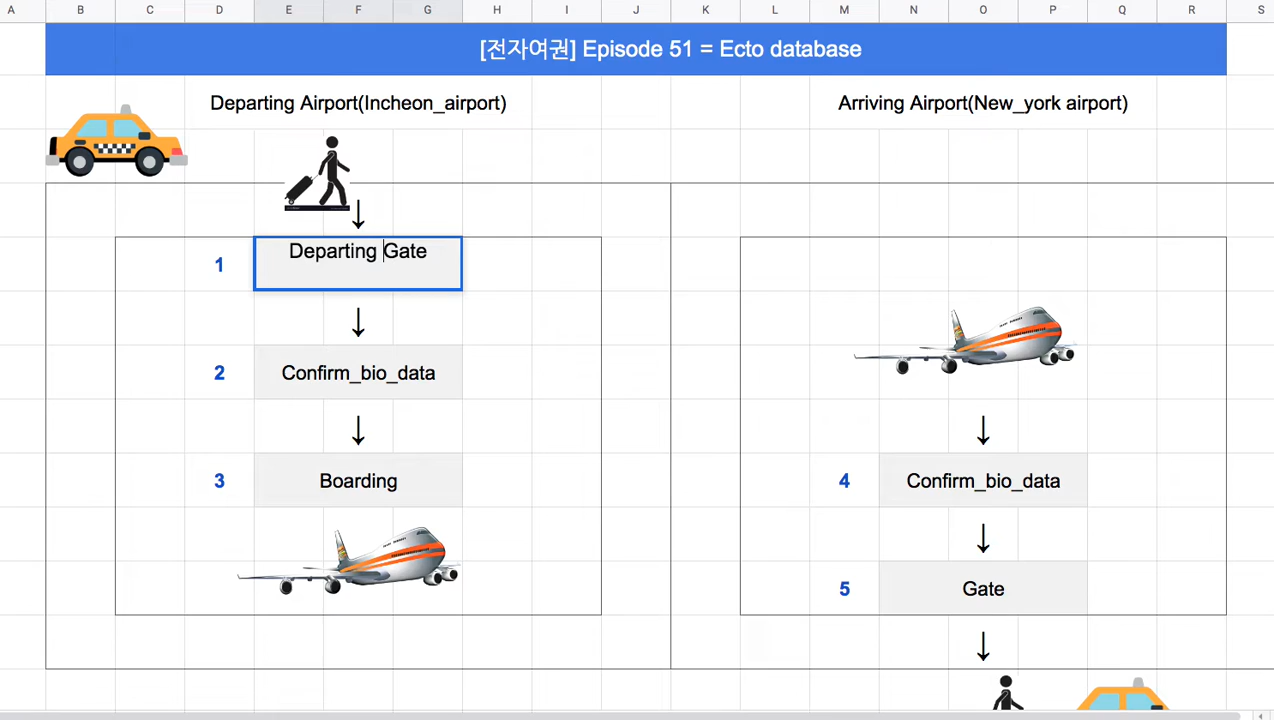 A B C D E F G H I J K L M N O P Q R S
[전자여권] Episode 51 = Ecto database
Departing Airport(Incheon_airport)
Arriving Airport(New_york airport)
↓
1 Departing Gate
↓
2 Confirm_bio_data
↓
3 Boarding
↓
4 Confirm_bio_data
↓
5 Gate
↓